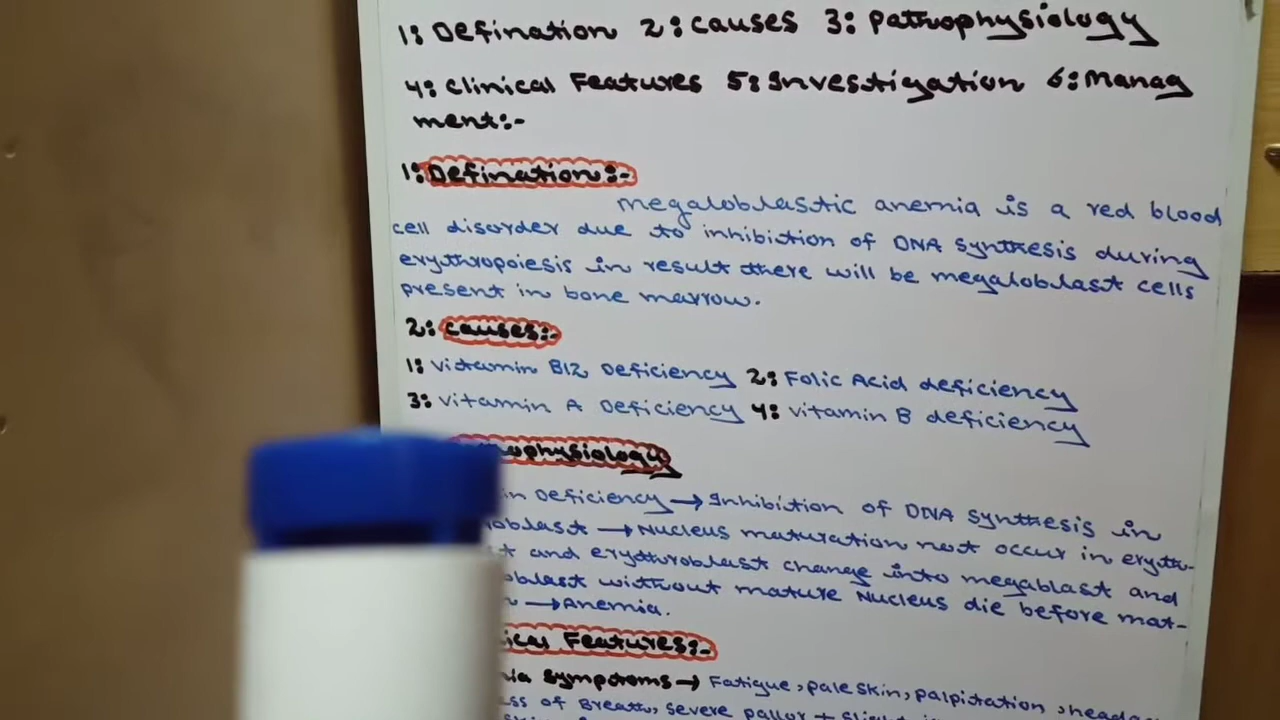 1: Defination 2: Causes 3: Pathophysiology
4: Clinical Features 5: Investigation 6: Manag
ment:-
1: Defination:-
Megaloblastic anemia is a red blood
cell disorder due to inhibition of DNA synthesis during
erythropoiesis in result there will be megaloblast cells
present in bone marrow.
2: Causes:-
1: Vitamin B12 Deficiency 2: Folic Acid deficiency
3: Vitamin A Deficiency 4: Vitamin B deficiency
Deficiency → Inhibition of DNA synthesis in
→ Nucleus maturation not occur in eryth-
and erythroblast change into megablast and
without mature Nucleus die before mat-
→ Anemia.
Features:-
Symptoms → Fatigue, pale skin, palpitation,
of Breath, severe pallor +